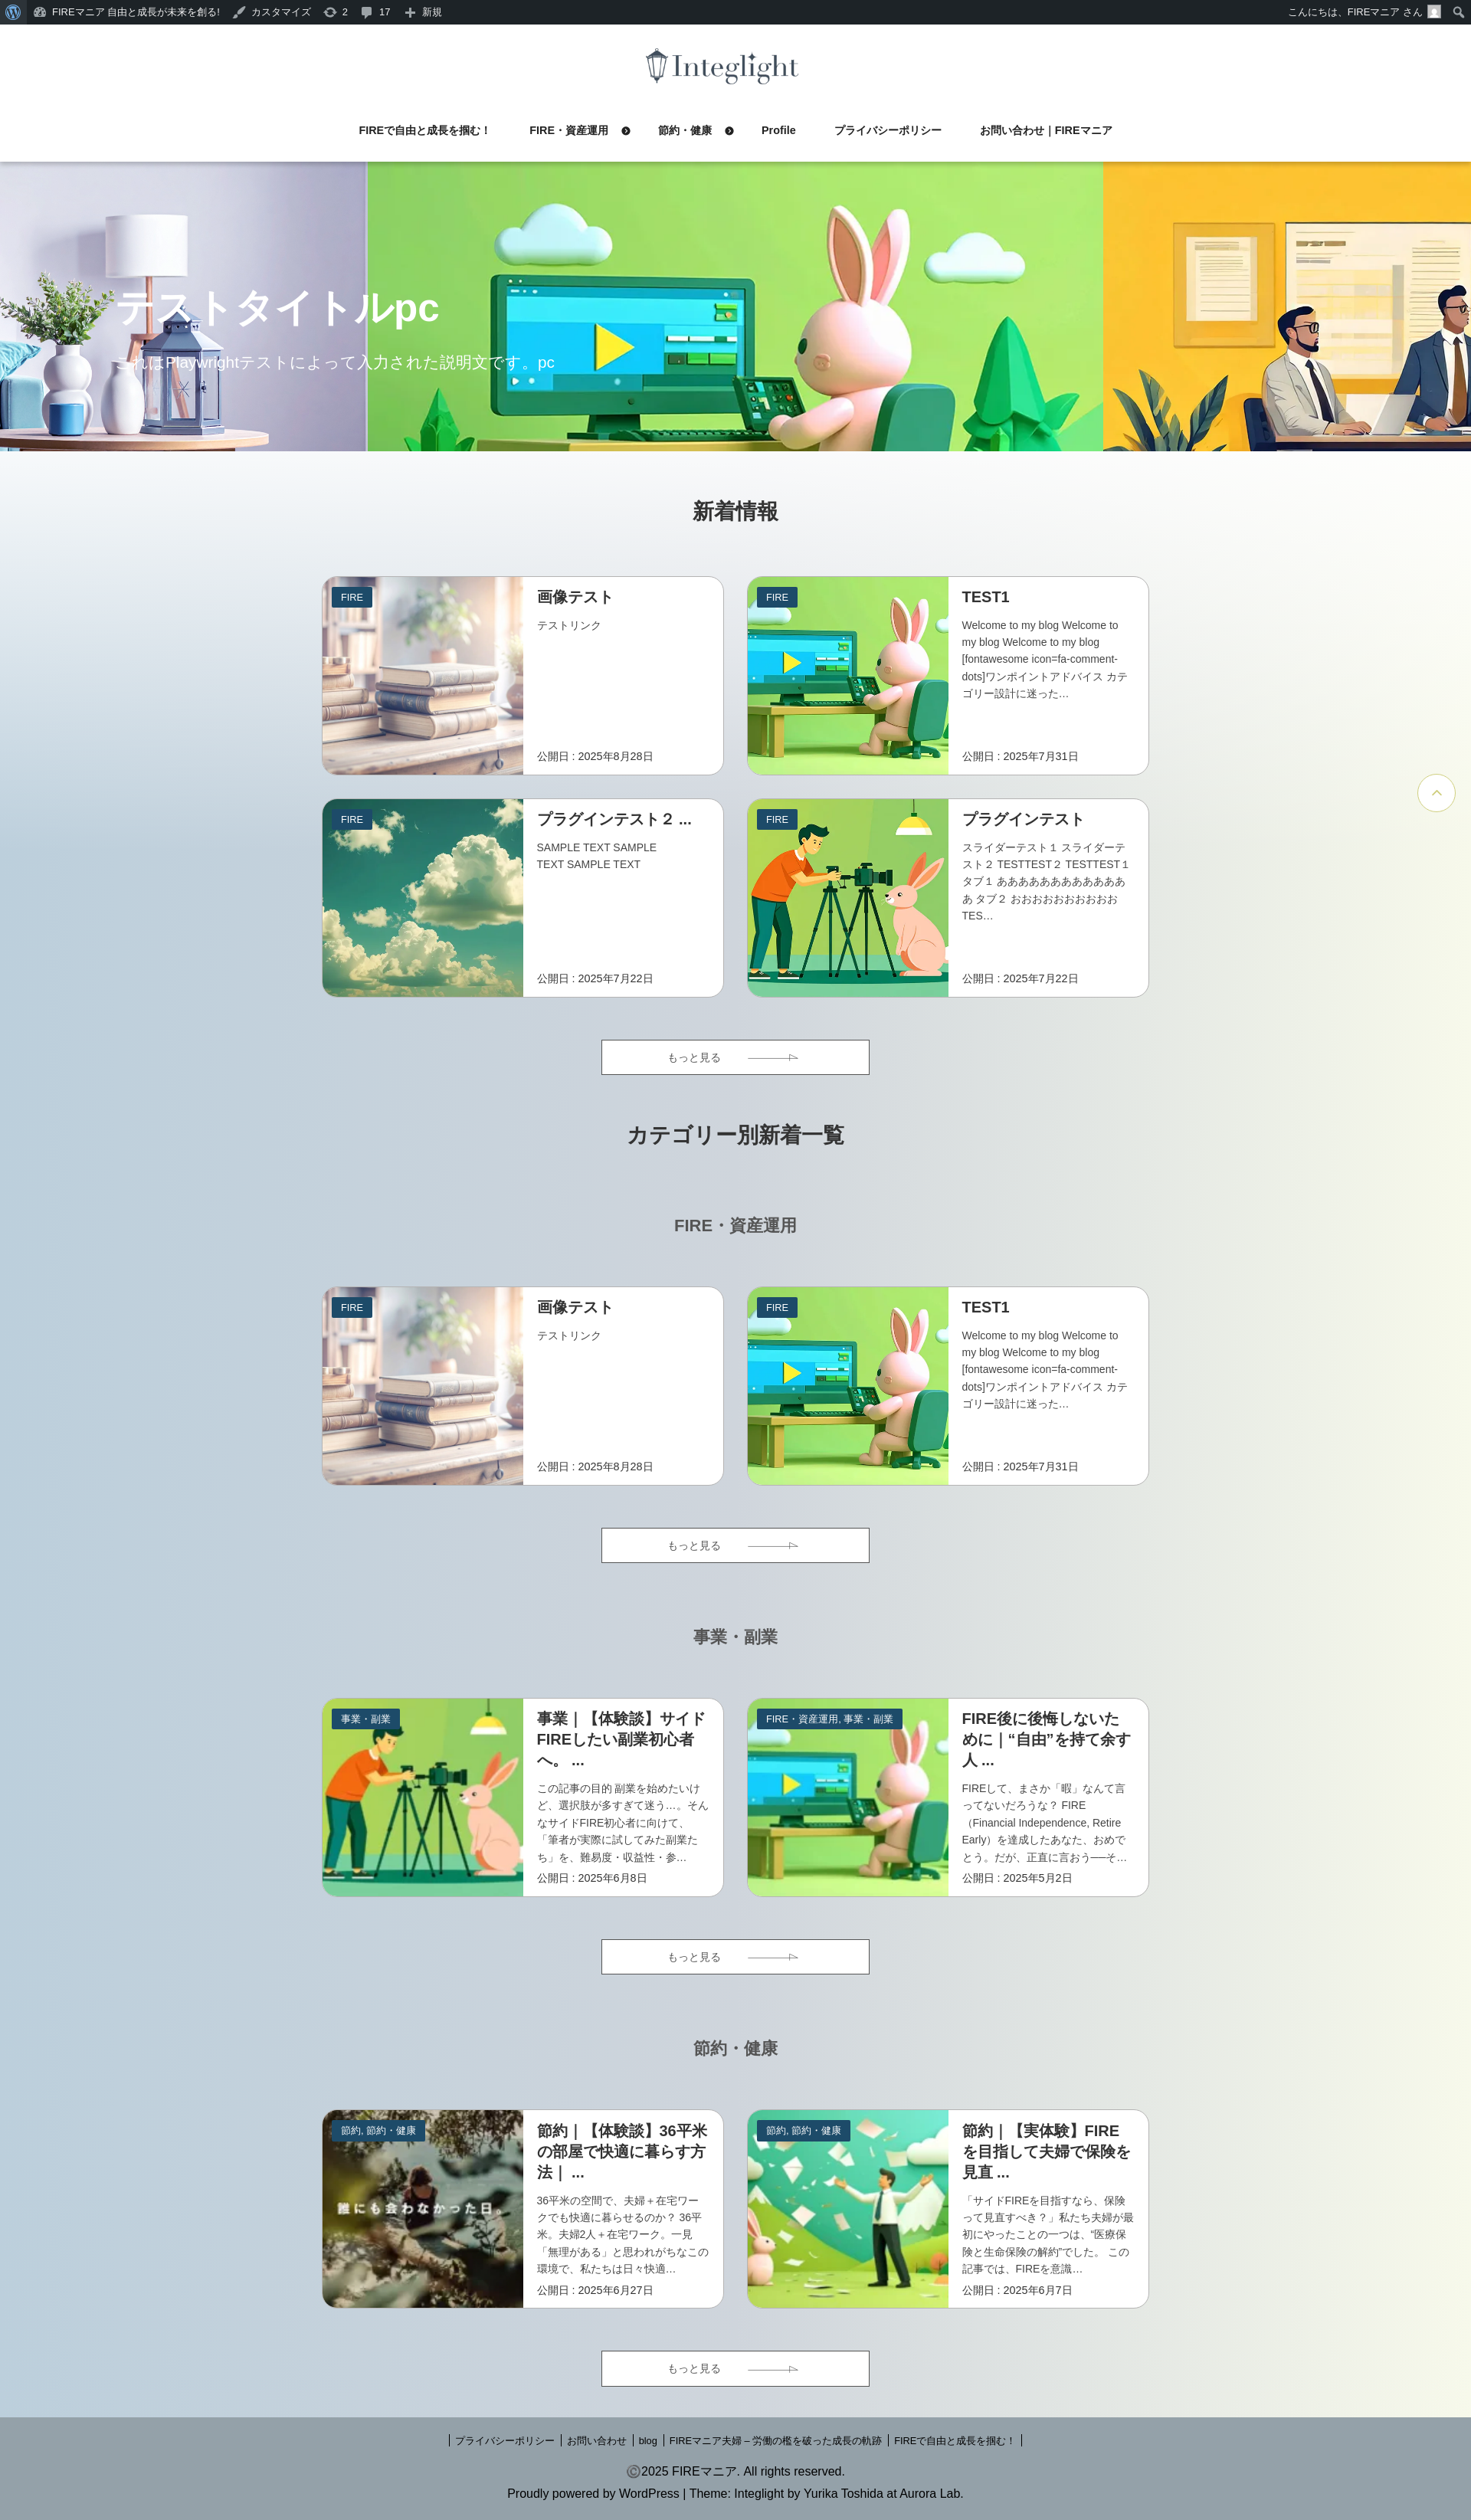 FIREマニア 自由と成長が未来を創る!
カスタマイズ
2
17
新規
こんにちは、FIREマニア さん
Integlight
FIREで自由と成長を掴む！
FIRE・資産運用
節約・健康
Profile
プライバシーポリシー
お問い合わせ｜FIREマニア
テストタイトルpc
これはPlaywrightテストによって入力された説明文です。pc
新着情報
FIRE
画像テスト
テストリンク
公開日 : 2025年8月28日
FIRE
TEST1
Welcome to my blog Welcome to
my blog Welcome to my blog
[fontawesome icon=fa-comment-
dots]ワンポイントアドバイス カテ
ゴリー設計に迷った…
公開日 : 2025年7月31日
FIRE
プラグインテスト２ ...
SAMPLE TEXT SAMPLE
TEXT SAMPLE TEXT
公開日 : 2025年7月22日
FIRE
プラグインテスト
スライダーテスト１ スライダーテ
スト２ TESTTEST２ TESTTEST１
タブ１ ああああああああああああ
あ タブ２ おおおおおおおおおお
TES…
公開日 : 2025年7月22日
もっと見る
カテゴリー別新着一覧
FIRE・資産運用
FIRE
画像テスト
テストリンク
公開日 : 2025年8月28日
FIRE
TEST1
Welcome to my blog Welcome to
my blog Welcome to my blog
[fontawesome icon=fa-comment-
dots]ワンポイントアドバイス カテ
ゴリー設計に迷った…
公開日 : 2025年7月31日
もっと見る
事業・副業
事業・副業
事業｜【体験談】サイド
FIREしたい副業初心者
へ。 ...
この記事の目的 副業を始めたいけ
ど、選択肢が多すぎて迷う…。そん
なサイドFIRE初心者に向けて、
「筆者が実際に試してみた副業た
ち」を、難易度・収益性・参…
公開日 : 2025年6月8日
FIRE・資産運用, 事業・副業
FIRE後に後悔しないた
めに｜“自由”を持て余す
人 ...
FIREして、まさか「暇」なんて言
ってないだろうな？ FIRE
（Financial Independence, Retire
Early）を達成したあなた、おめで
とう。だが、正直に言おう──そ…
公開日 : 2025年5月2日
もっと見る
節約・健康
節約, 節約・健康
誰にも会わなかった日。
節約｜【体験談】36平米
の部屋で快適に暮らす方
法｜ ...
36平米の空間で、夫婦＋在宅ワー
クでも快適に暮らせるのか？ 36平
米。夫婦2人＋在宅ワーク。一見
「無理がある」と思われがちなこの
環境で、私たちは日々快適…
公開日 : 2025年6月27日
節約, 節約・健康
節約｜【実体験】FIRE
を目指して夫婦で保険を
見直 ...
「サイドFIREを目指すなら、保険
って見直すべき？」私たち夫婦が最
初にやったことの一つは、“医療保
険と生命保険の解約”でした。 この
記事では、FIREを意識…
公開日 : 2025年6月7日
もっと見る
プライバシーポリシー
お問い合わせ
blog
FIREマニア夫婦 – 労働の檻を破った成長の軌跡
FIREで自由と成長を掴む！
©2025 FIREマニア. All rights reserved.
Proudly powered by WordPress | Theme: Integlight by Yurika Toshida at Aurora Lab.